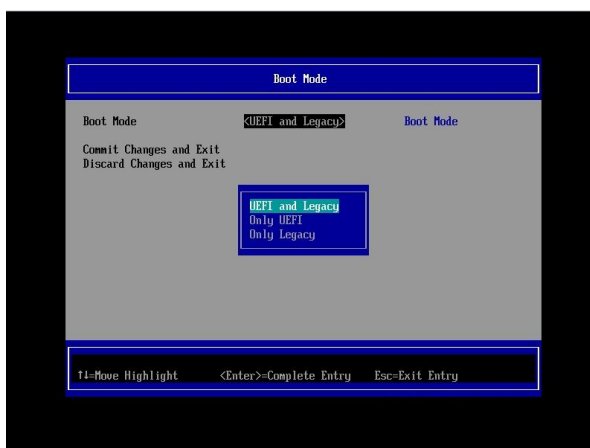 Boot Mode
Boot Mode <UEFI and Legacy> Boot Mode
Commit Changes and Exit
Discard Changes and Exit
UEFI and Legacy
Only UEFI
Only Legacy
↑↓=Move Highlight <Enter>=Complete Entry Esc=Exit Entry